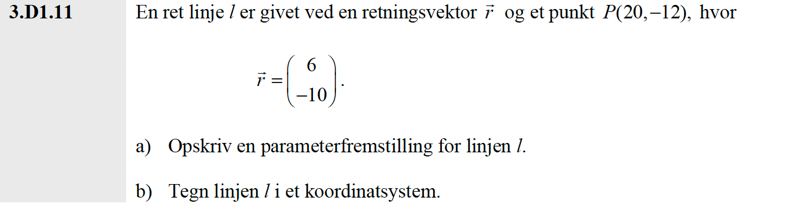 3.D1.11 En ret linje l er givet ved en retningsvektor r⃗ og et punkt P(20,−12), hvor
r⃗ = (6
−10).
a) Opskriv en parameterfremstilling for linjen l.
b) Tegn linjen l i et koordinatsystem.